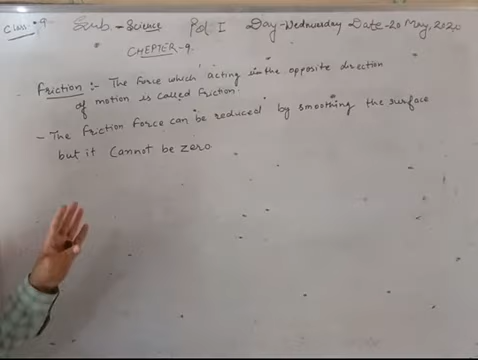 Class:-9. Sub.-Science Pd I Day-Wednesday Date-20 May, 2020
CHEPTER-9.
Friction :- The force which acting in the opposite direction
of motion is called friction.
- The friction force can be reduced by smoothing the surface
but it cannot be zero